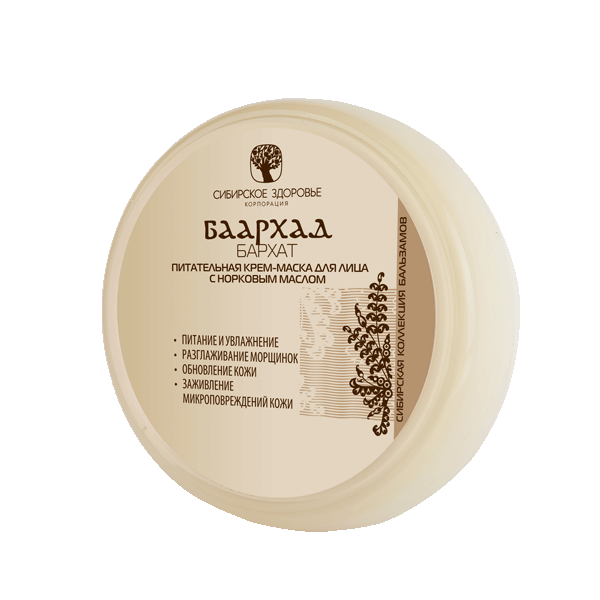 СИБИРСКОЕ ЗДОРОВЬЕ
КОРПОРАЦИЯ
БААРХАД
БАРХАТ
ПИТАТЕЛЬНАЯ КРЕМ-МАСКА ДЛЯ ЛИЦА
С НОРКОВЫМ МАСЛОМ
• ПИТАНИЕ И УВЛАЖНЕНИЕ
• РАЗГЛАЖИВАНИЕ МОРЩИНОК
• ОБНОВЛЕНИЕ КОЖИ
• ЗАЖИВЛЕНИЕ
МИКРОПОВРЕЖДЕНИЙ КОЖИ
СИБИРСКАЯ КОЛЛЕКЦИЯ БАЛЬЗАМОВ